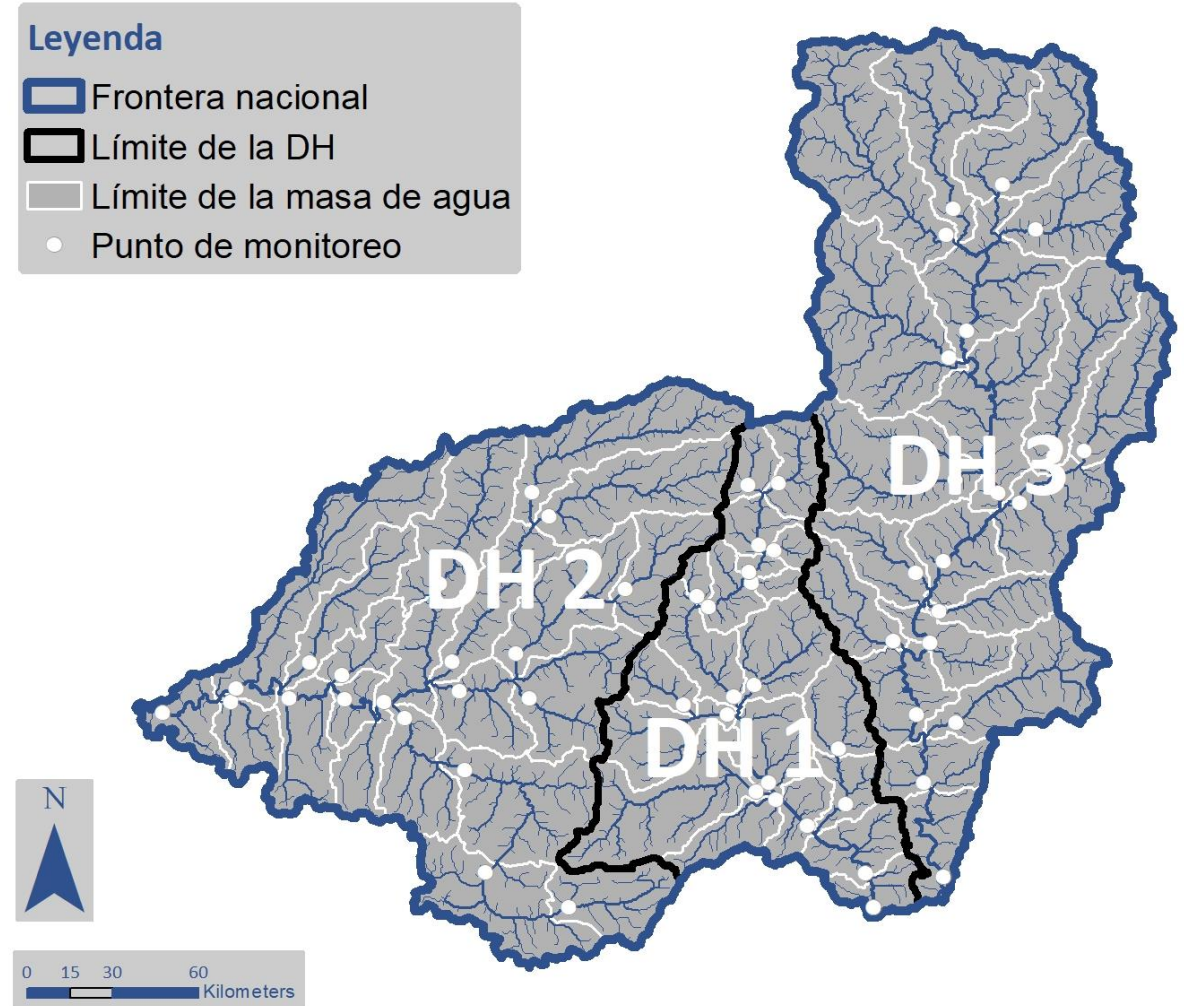 Leyenda
Frontera nacional
Límite de la DH
Límite de la masa de agua
Punto de monitoreo
DH 3
DH 2
DH 1
N
0 15 30 60
Kilometers